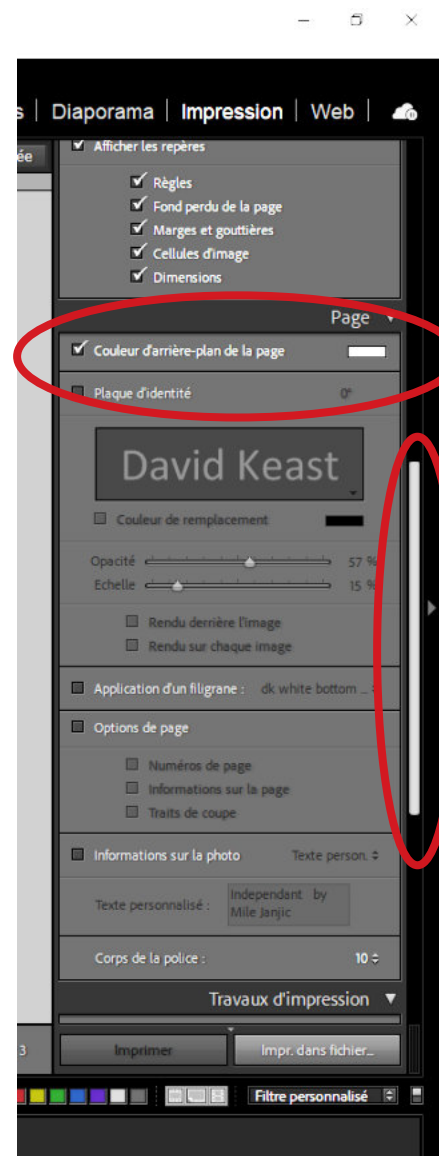 s | Diaporama | Impression | Web |
ée
Afficher les repères
Règles
Fond perdu de la page
Marges et gouttières
Cellules d'image
Dimensions
Page
Couleur d'arrière-plan de la page
Plaque d'identité 0°
David Keast
Couleur de remplacement
Opacité 57 %
Echelle 15 %
Rendu derrière l'image
Rendu sur chaque image
Application d'un filigrane : dk white bottom ...
Options de page
Numéros de page
Informations sur la page
Traits de coupe
Informations sur la photo Texte person.
Texte personnalisé : Independant by
Mile Janjic
Corps de la police : 10
Travaux d'impression
3 Imprimer Impr. dans fichier...
Filtre personnalisé